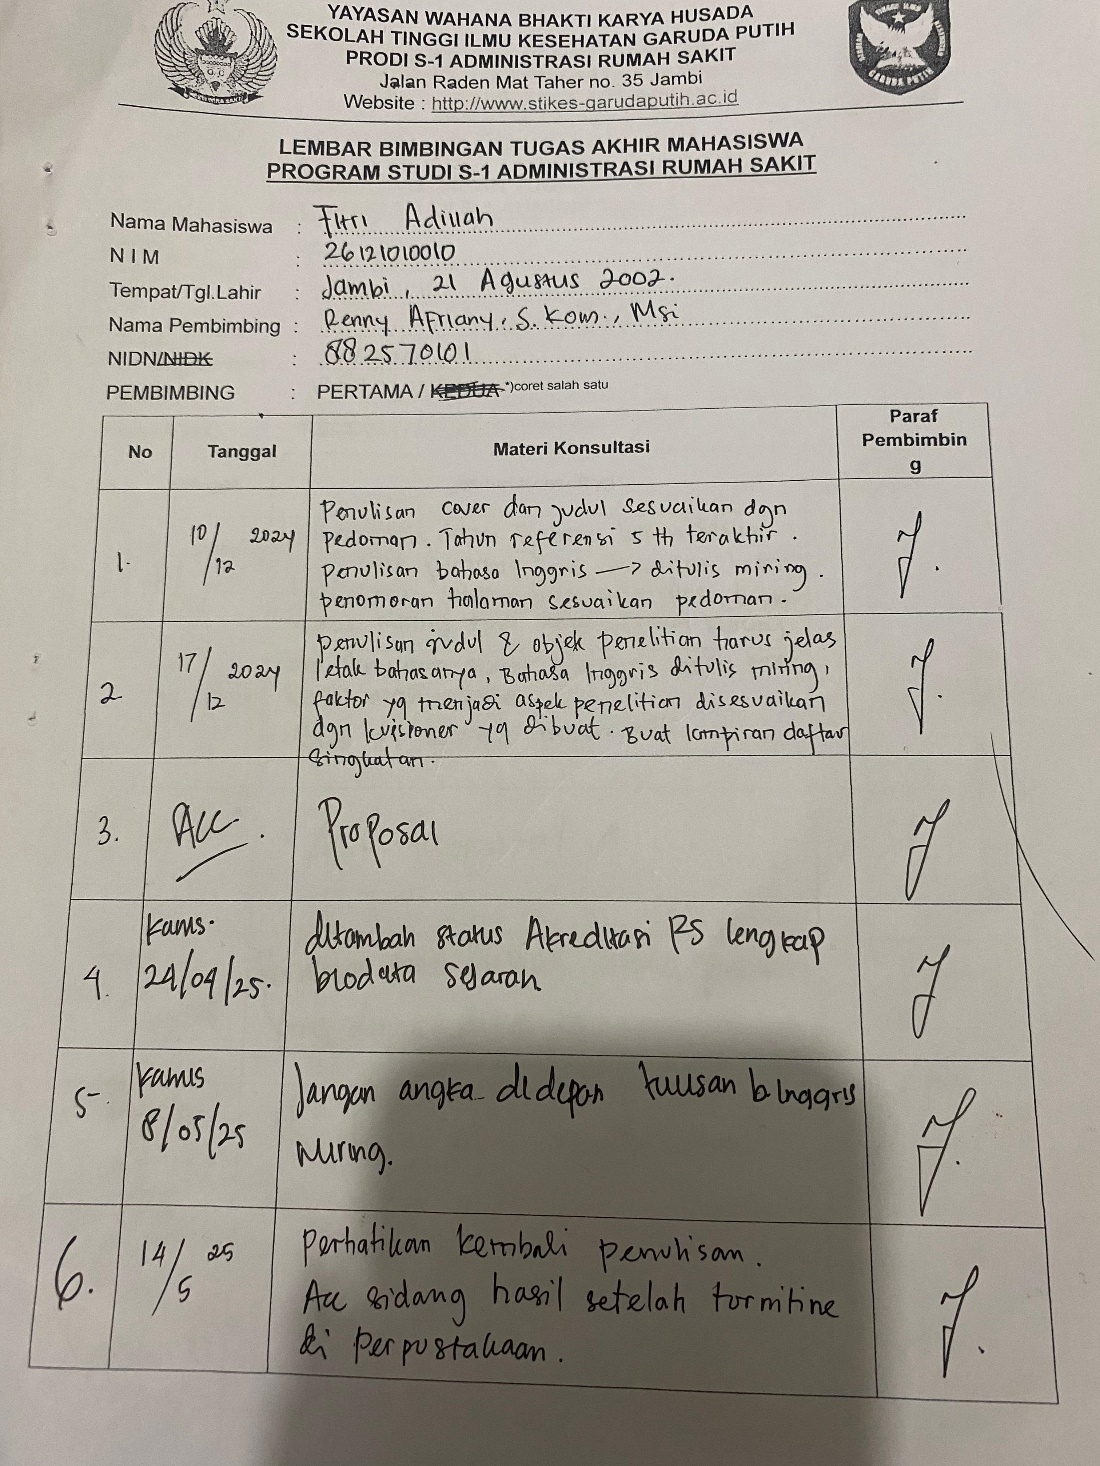 YAYASAN WAHANA BHAKTI KARYA HUSADA
SEKOLAH TINGGI ILMU KESEHATAN GARUDA PUTIH
PRODI S-1 ADMINISTRASI RUMAH SAKIT
Jalan Raden Mat Taher no. 35 Jambi
Website : http://www.stikes-garudaputih.ac.id
GARUDA PUTIH
LEMBAR BIMBINGAN TUGAS AKHIR MAHASISWA
PROGRAM STUDI S-1 ADMINISTRASI RUMAH SAKIT
Nama Mahasiswa : Fitri Adillah
N I M : 26121010010
Tempat/Tgl.Lahir : Jambi, 21 Agustus 2002.
Nama Pembimbing : Renny Afriany, S.Kom., Msi
NIDN/NIDK : 882570101
PEMBIMBING : PERTAMA / KEDUA *)coret salah satu
No Tanggal Materi Konsultasi Paraf
Pembimbin
g
1. 10/12 2024 Penulisan cover dan judul sesuaikan dgn
pedoman. Tahun referensi 5 th terakhir.
penulisan bahasa Inggris → ditulis miring.
penomoran halaman sesuaikan pedoman.
2 17/12 2024 penulisan judul & objek penelitian harus jelas
letak bahasanya, Bahasa Inggris ditulis miring,
faktor yg menjadi aspek penelitian disesuaikan
dgn kuisioner yg dibuat. Buat lampiran daftar
singkatan.
3. Acc. Proposal
4. Kamis. 24/04/25. ditambah status Akreditasi RS lengkap
biodata sejarah
5. Kamis 8/05/25 Jangan angka didepan tulisan b Inggris
miring.
6. 14/5 25 Perhatikan kembali penulisan.
Acc sidang hasil setelah
di perpustakaan.